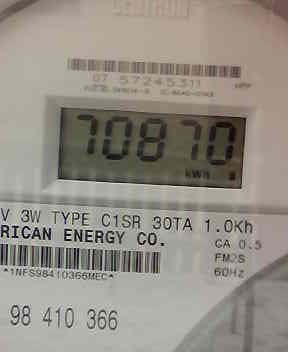 07 57245311
70870
kWh
V 3W TYPE C1SR 30TA 1.0Kh
RICAN ENERGY CO.
CA 0.5
FM2S
60Hz
*1NFS98410366MEC*
98 410 366